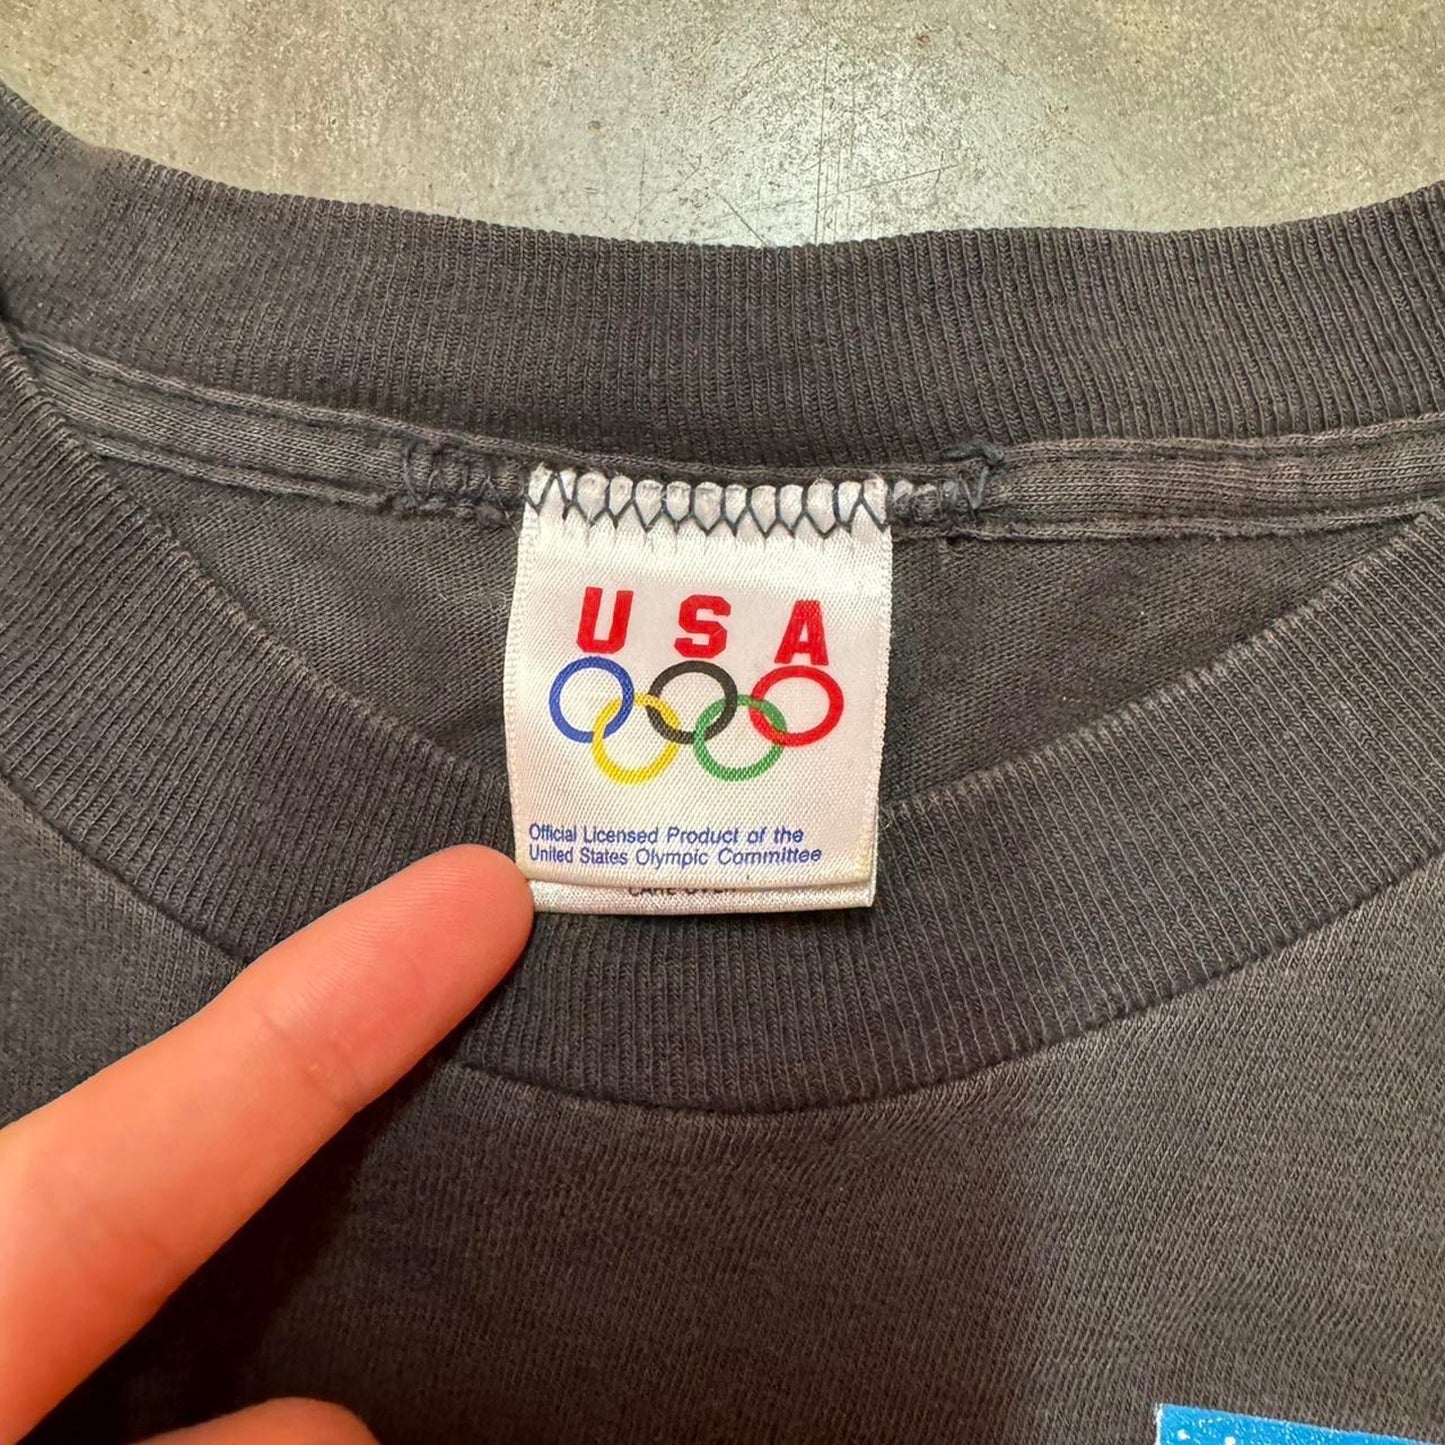 USA
Official Licensed Product of the
United States Olympic Committee